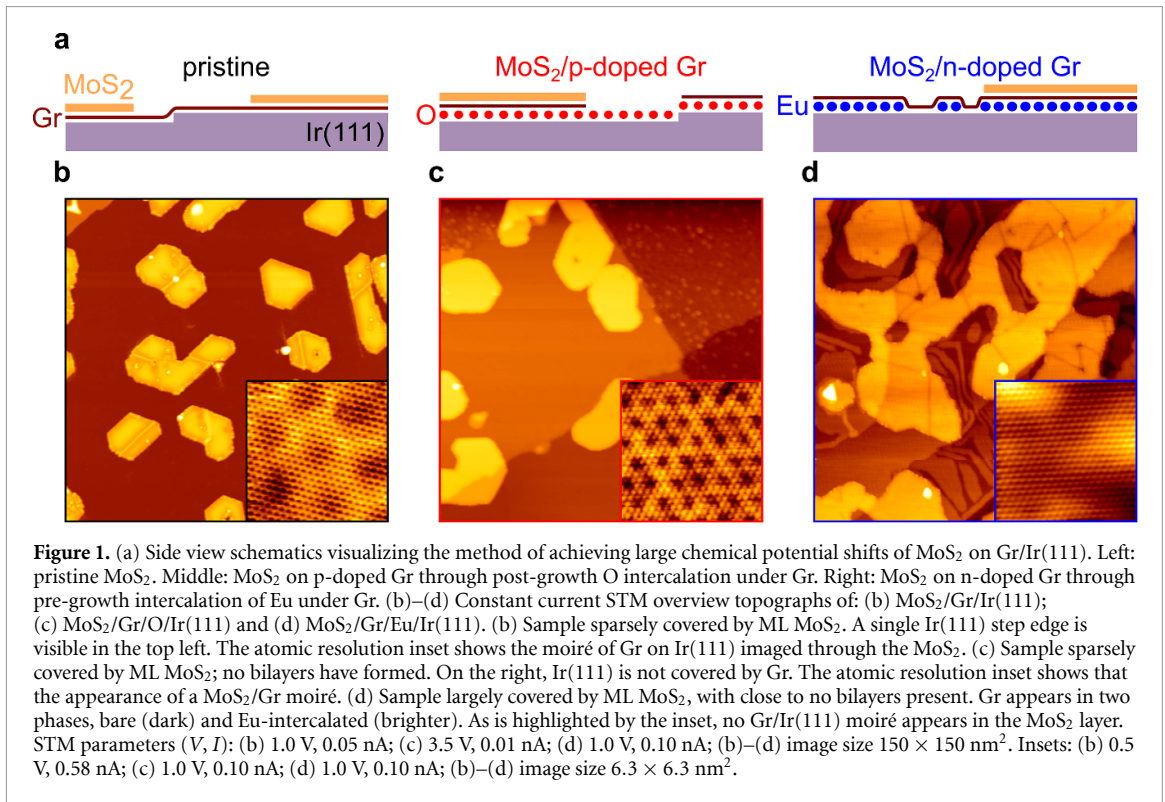 a
pristine
MoS2
Gr
Ir(111)
MoS2/p-doped Gr
O
MoS2/n-doped Gr
Eu
b
c
d
Figure 1. (a) Side view schematics visualizing the method of achieving large chemical potential shifts of MoS2 on Gr/Ir(111). Left:
pristine MoS2. Middle: MoS2 on p-doped Gr through post-growth O intercalation under Gr. Right: MoS2 on n-doped Gr through
pre-growth intercalation of Eu under Gr. (b)–(d) Constant current STM overview topographs of: (b) MoS2/Gr/Ir(111);
(c) MoS2/Gr/O/Ir(111) and (d) MoS2/Gr/Eu/Ir(111). (b) Sample sparsely covered by ML MoS2. A single Ir(111) step edge is
visible in the top left. The atomic resolution inset shows the moiré of Gr on Ir(111) imaged through the MoS2. (c) Sample sparsely
covered by ML MoS2; no bilayers have formed. On the right, Ir(111) is not covered by Gr. The atomic resolution inset shows that
the appearance of a MoS2/Gr moiré. (d) Sample largely covered by ML MoS2, with close to no bilayers present. Gr appears in two
phases, bare (dark) and Eu-intercalated (brighter). As is highlighted by the inset, no Gr/Ir(111) moiré appears in the MoS2 layer.
STM parameters (V, I): (b) 1.0 V, 0.05 nA; (c) 3.5 V, 0.01 nA; (d) 1.0 V, 0.10 nA; (b)–(d) image size 150 × 150 nm². Insets: (b) 0.5
V, 0.58 nA; (c) 1.0 V, 0.10 nA; (d) 1.0 V, 0.10 nA; (b)–(d) image size 6.3 × 6.3 nm².